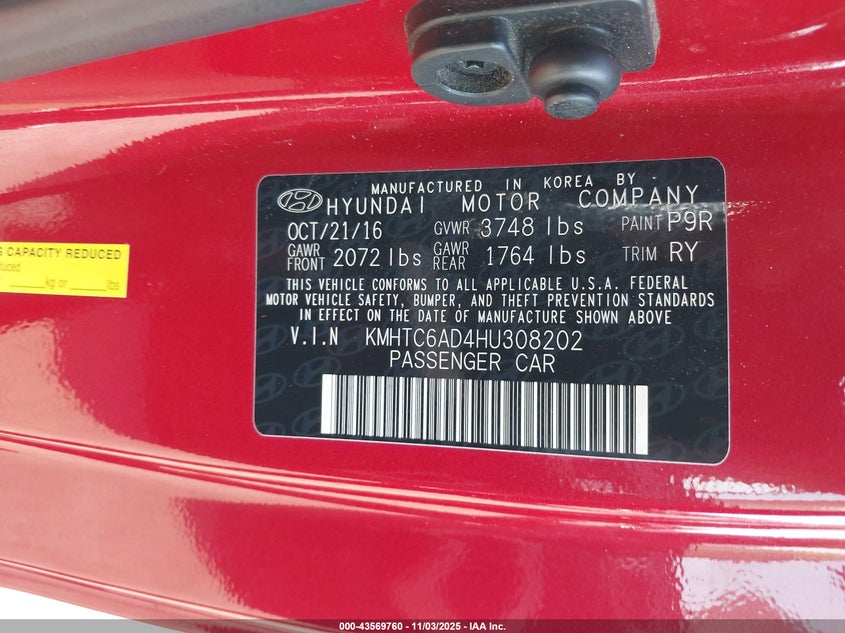 MANUFACTURED IN KOREA BY
HYUNDAI MOTOR COMPANY
OCT/21/16 GVWR 3748 lbs PAINT P9R
GAWR FRONT 2072 lbs GAWR REAR 1764 lbs TRIM RY
THIS VEHICLE CONFORMS TO ALL APPLICABLE U.S.A. FEDERAL
MOTOR VEHICLE SAFETY, BUMPER, AND THEFT PREVENTION STANDARDS
IN EFFECT ON THE DATE OF MANUFACTURE SHOWN ABOVE
V.I.N KMHTC6AD4HU308202
PASSENGER CAR
CAPACITY REDUCED
kg or lbs
000-43569760 - 11/03/2025 - IAA Inc.